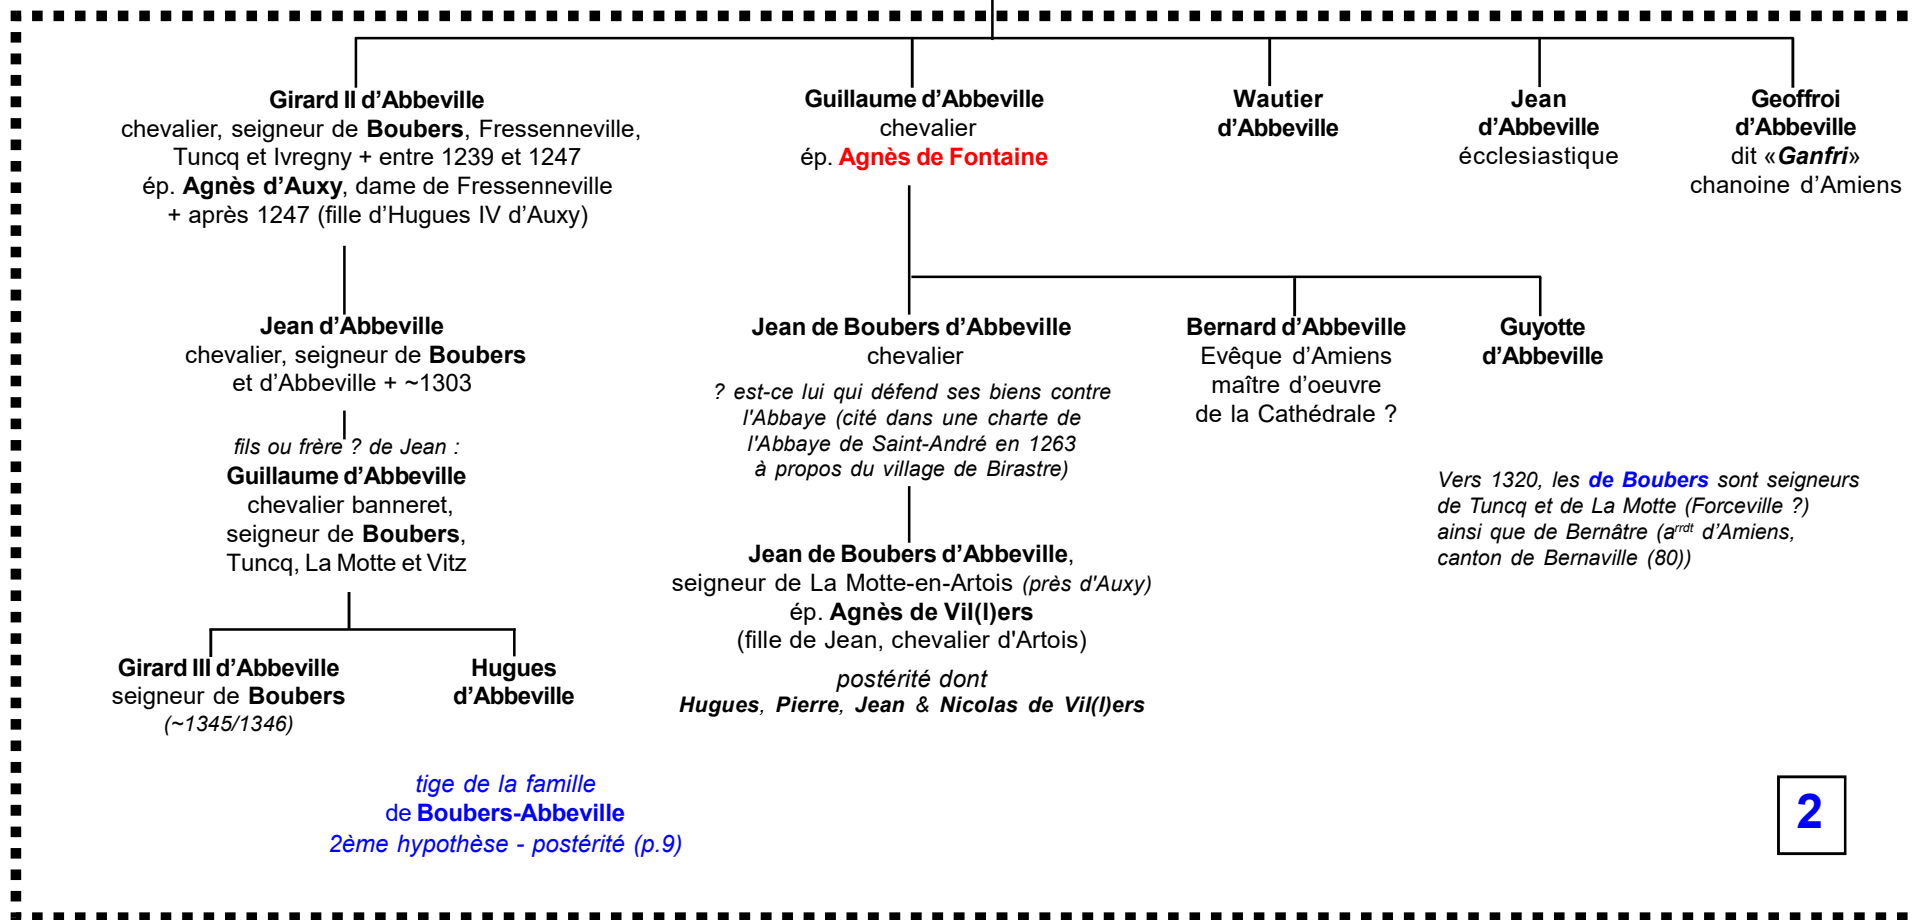 Girard II d’Abbeville
chevalier, seigneur de Boubers, Fressenneville,
Tuncq et Ivregny + entre 1239 et 1247
ép. Agnès d’Auxy, dame de Fressenneville
+ après 1247 (fille d’Hugues IV d’Auxy)
Guillaume d’Abbeville
chevalier
ép. Agnès de Fontaine
Wautier
d’Abbeville
Jean
d’Abbeville
écclesiastique
Geoffroi
d’Abbeville
dit «Ganfri»
chanoine d’Amiens
Jean d’Abbeville
chevalier, seigneur de Boubers
et d’Abbeville + ~1303
fils ou frère ? de Jean :
Guillaume d’Abbeville
chevalier banneret,
seigneur de Boubers,
Tuncq, La Motte et Vitz
Girard III d’Abbeville
seigneur de Boubers
(~1345/1346)
Hugues
d’Abbeville
Jean de Boubers d’Abbeville
chevalier
? est-ce lui qui défend ses biens contre
l'Abbaye (cité dans une charte de
l'Abbaye de Saint-André en 1263
à propos du village de Birastre)
Jean de Boubers d’Abbeville,
seigneur de La Motte-en-Artois (près d'Auxy)
ép. Agnès de Vil(l)ers
(fille de Jean, chevalier d'Artois)
postérité dont
Hugues, Pierre, Jean & Nicolas de Vil(l)ers
Bernard d’Abbeville
Evêque d’Amiens
maître d’oeuvre
de la Cathédrale ?
Guyotte
d’Abbeville
Vers 1320, les de Boubers sont seigneurs
de Tuncq et de La Motte (Forceville ?)
ainsi que de Bernâtre (arrdt d’Amiens,
canton de Bernaville (80))
tige de la famille
de Boubers-Abbeville
2ème hypothèse - postérité (p.9)
2